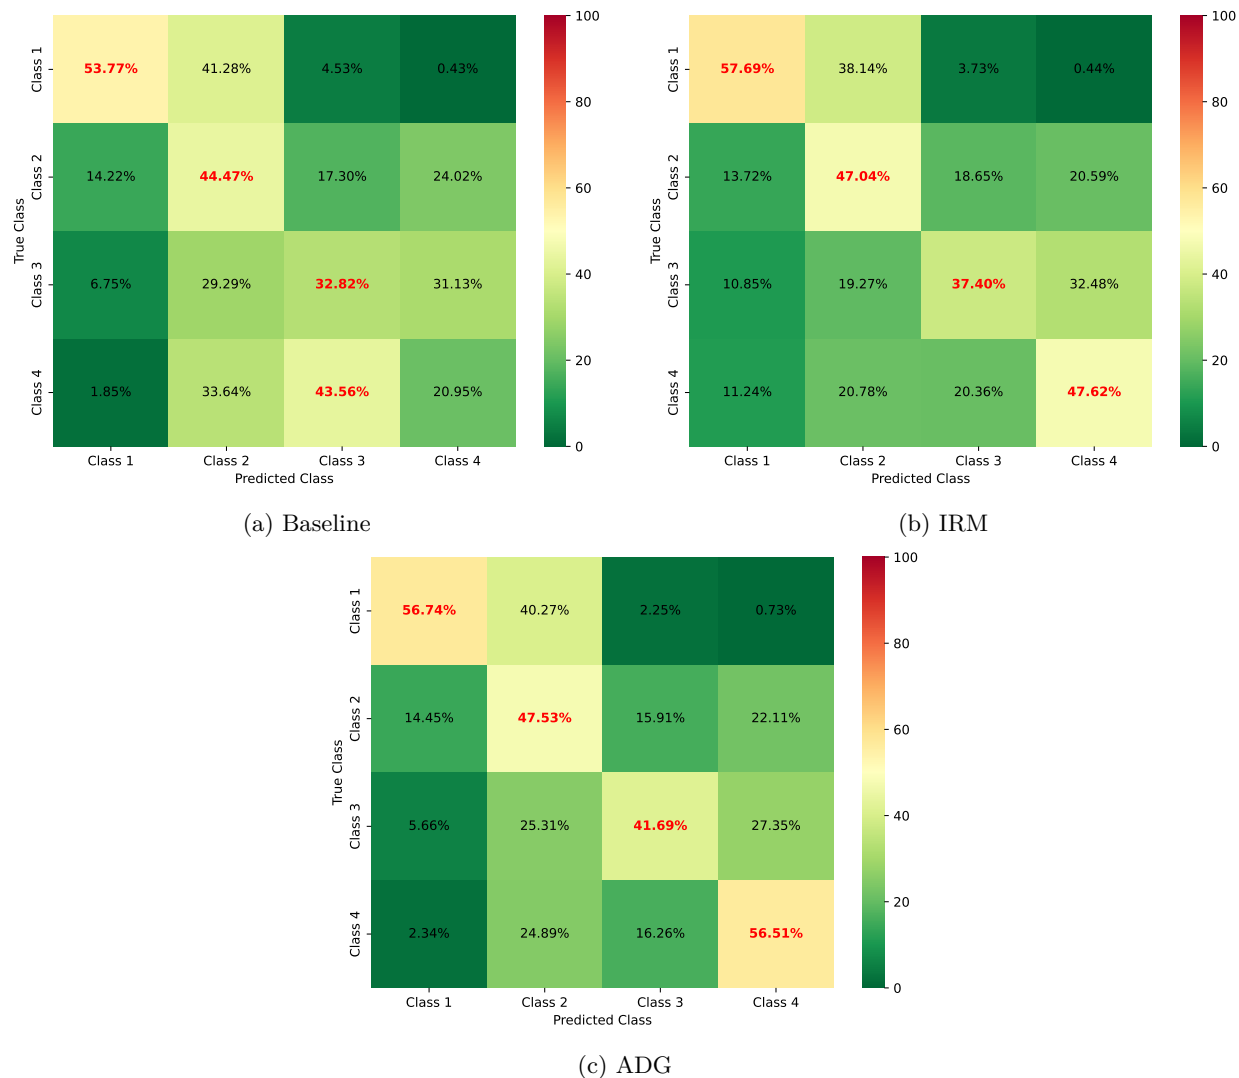 Class 1 53.77% 41.28% 4.53% 0.43%
Class 2 14.22% 44.47% 17.30% 24.02%
Class 3 6.75% 29.29% 32.82% 31.13%
Class 4 1.85% 33.64% 43.56% 20.95%
True Class
Class 1 Class 2 Class 3 Class 4
Predicted Class
100
80
60
40
20
0
(a) Baseline
Class 1 57.69% 38.14% 3.73% 0.44%
Class 2 13.72% 47.04% 18.65% 20.59%
Class 3 10.85% 19.27% 37.40% 32.48%
Class 4 11.24% 20.78% 20.36% 47.62%
True Class
Class 1 Class 2 Class 3 Class 4
Predicted Class
100
80
60
40
20
0
(b) IRM
Class 1 56.74% 40.27% 2.25% 0.73%
Class 2 14.45% 47.53% 15.91% 22.11%
Class 3 5.66% 25.31% 41.69% 27.35%
Class 4 2.34% 24.89% 16.26% 56.51%
True Class
Class 1 Class 2 Class 3 Class 4
Predicted Class
100
80
60
40
20
0
(c) ADG